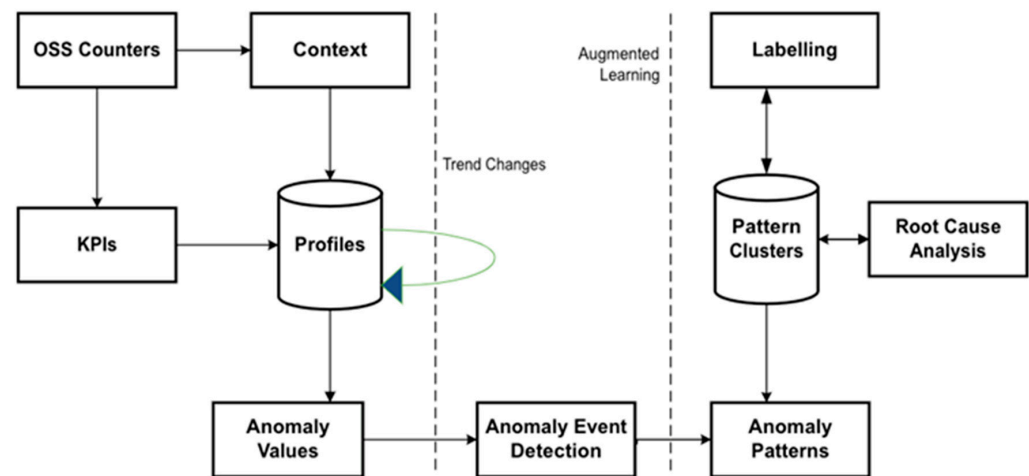 OSS Counters
Context
Augmented
Learning
Labelling
Trend Changes
KPIs
Profiles
Pattern
Clusters
Root Cause
Analysis
Anomaly
Values
Anomaly Event
Detection
Anomaly
Patterns